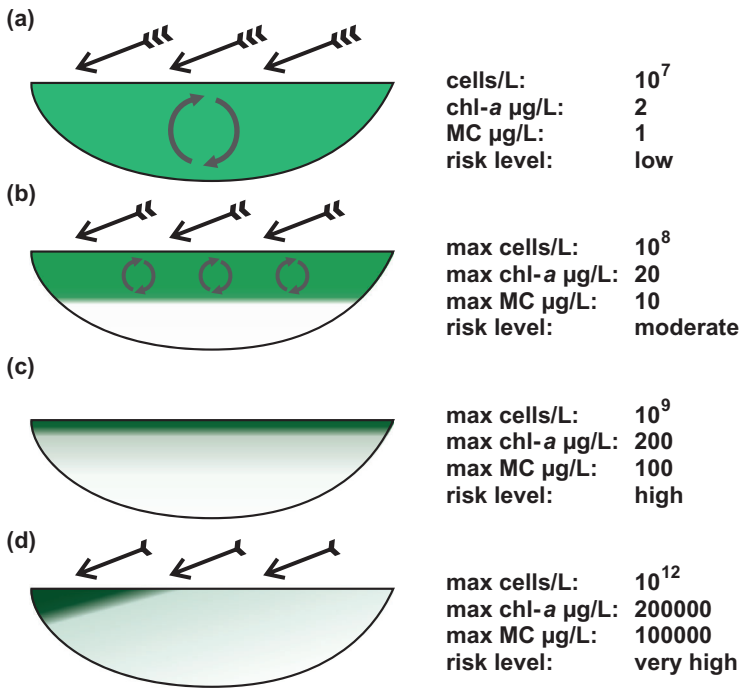 (a)
cells/L: 10^7
chl-a µg/L: 2
MC µg/L: 1
risk level: low
(b)
max cells/L: 10^8
max chl-a µg/L: 20
max MC µg/L: 10
risk level: moderate
(c)
max cells/L: 10^9
max chl-a µg/L: 200
max MC µg/L: 100
risk level: high
(d)
max cells/L: 10^12
max chl-a µg/L: 200000
max MC µg/L: 100000
risk level: very high